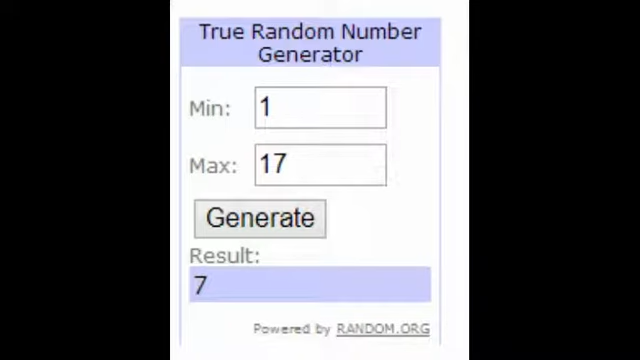 True Random Number
Generator
Min: 1
Max: 17
Generate
Result:
7
Powered by RANDOM.ORG